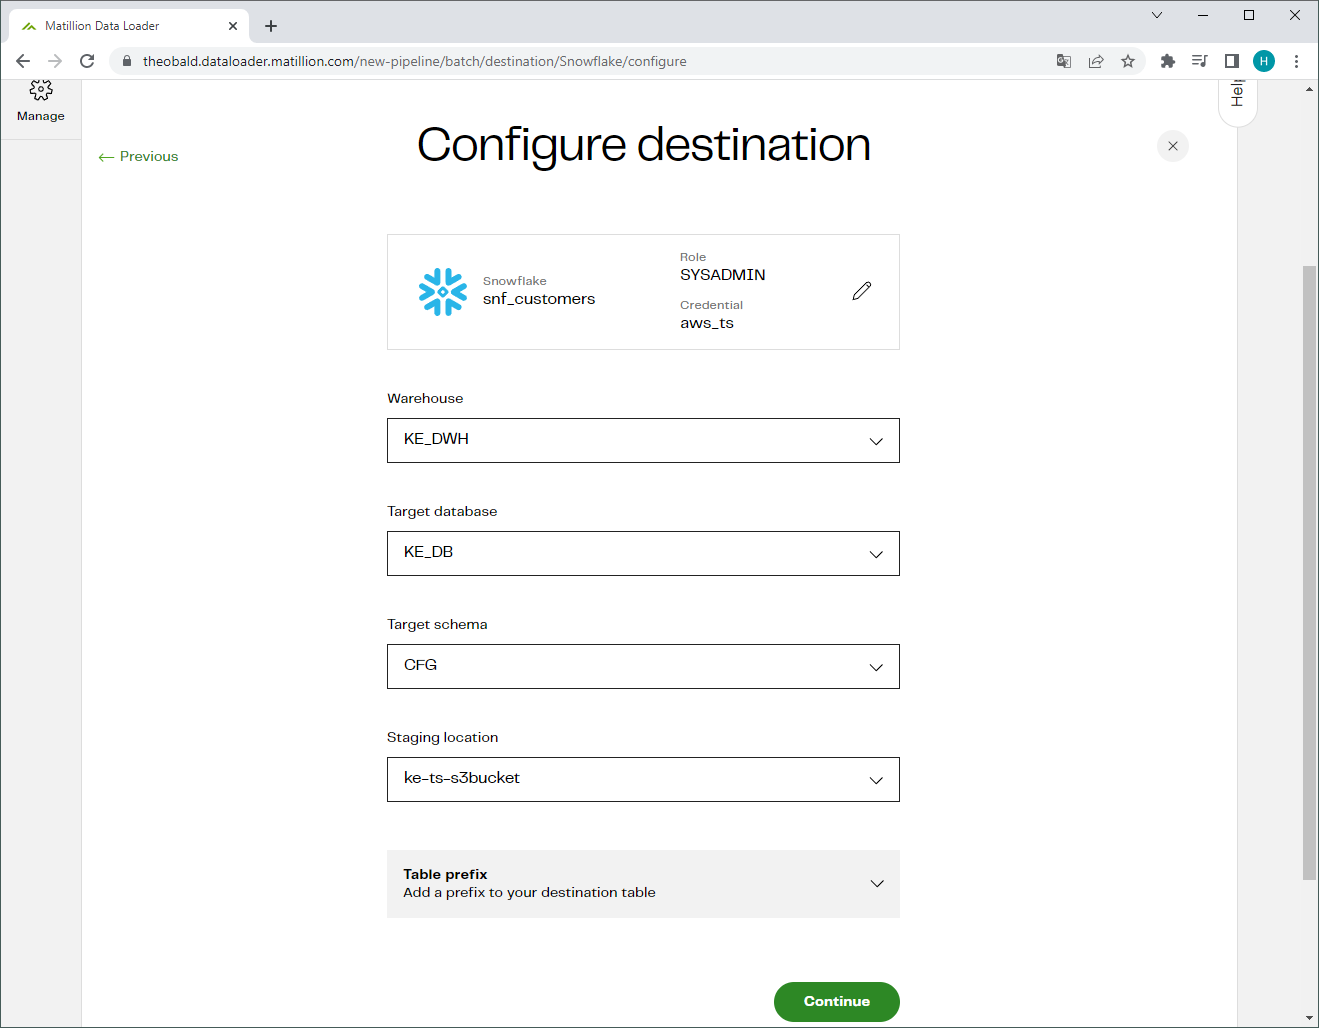 Matillion Data Loader
theobald.dataloader.matillion.com/new-pipeline/batch/destination/Snowflake/configure
H
Manage
Help
← Previous
Configure destination
Snowflake
snf_customers
Role
SYSADMIN
Credential
aws_ts
Warehouse
KE_DWH
Target database
KE_DB
Target schema
CFG
Staging location
ke-ts-s3bucket
Table prefix
Add a prefix to your destination table
Continue